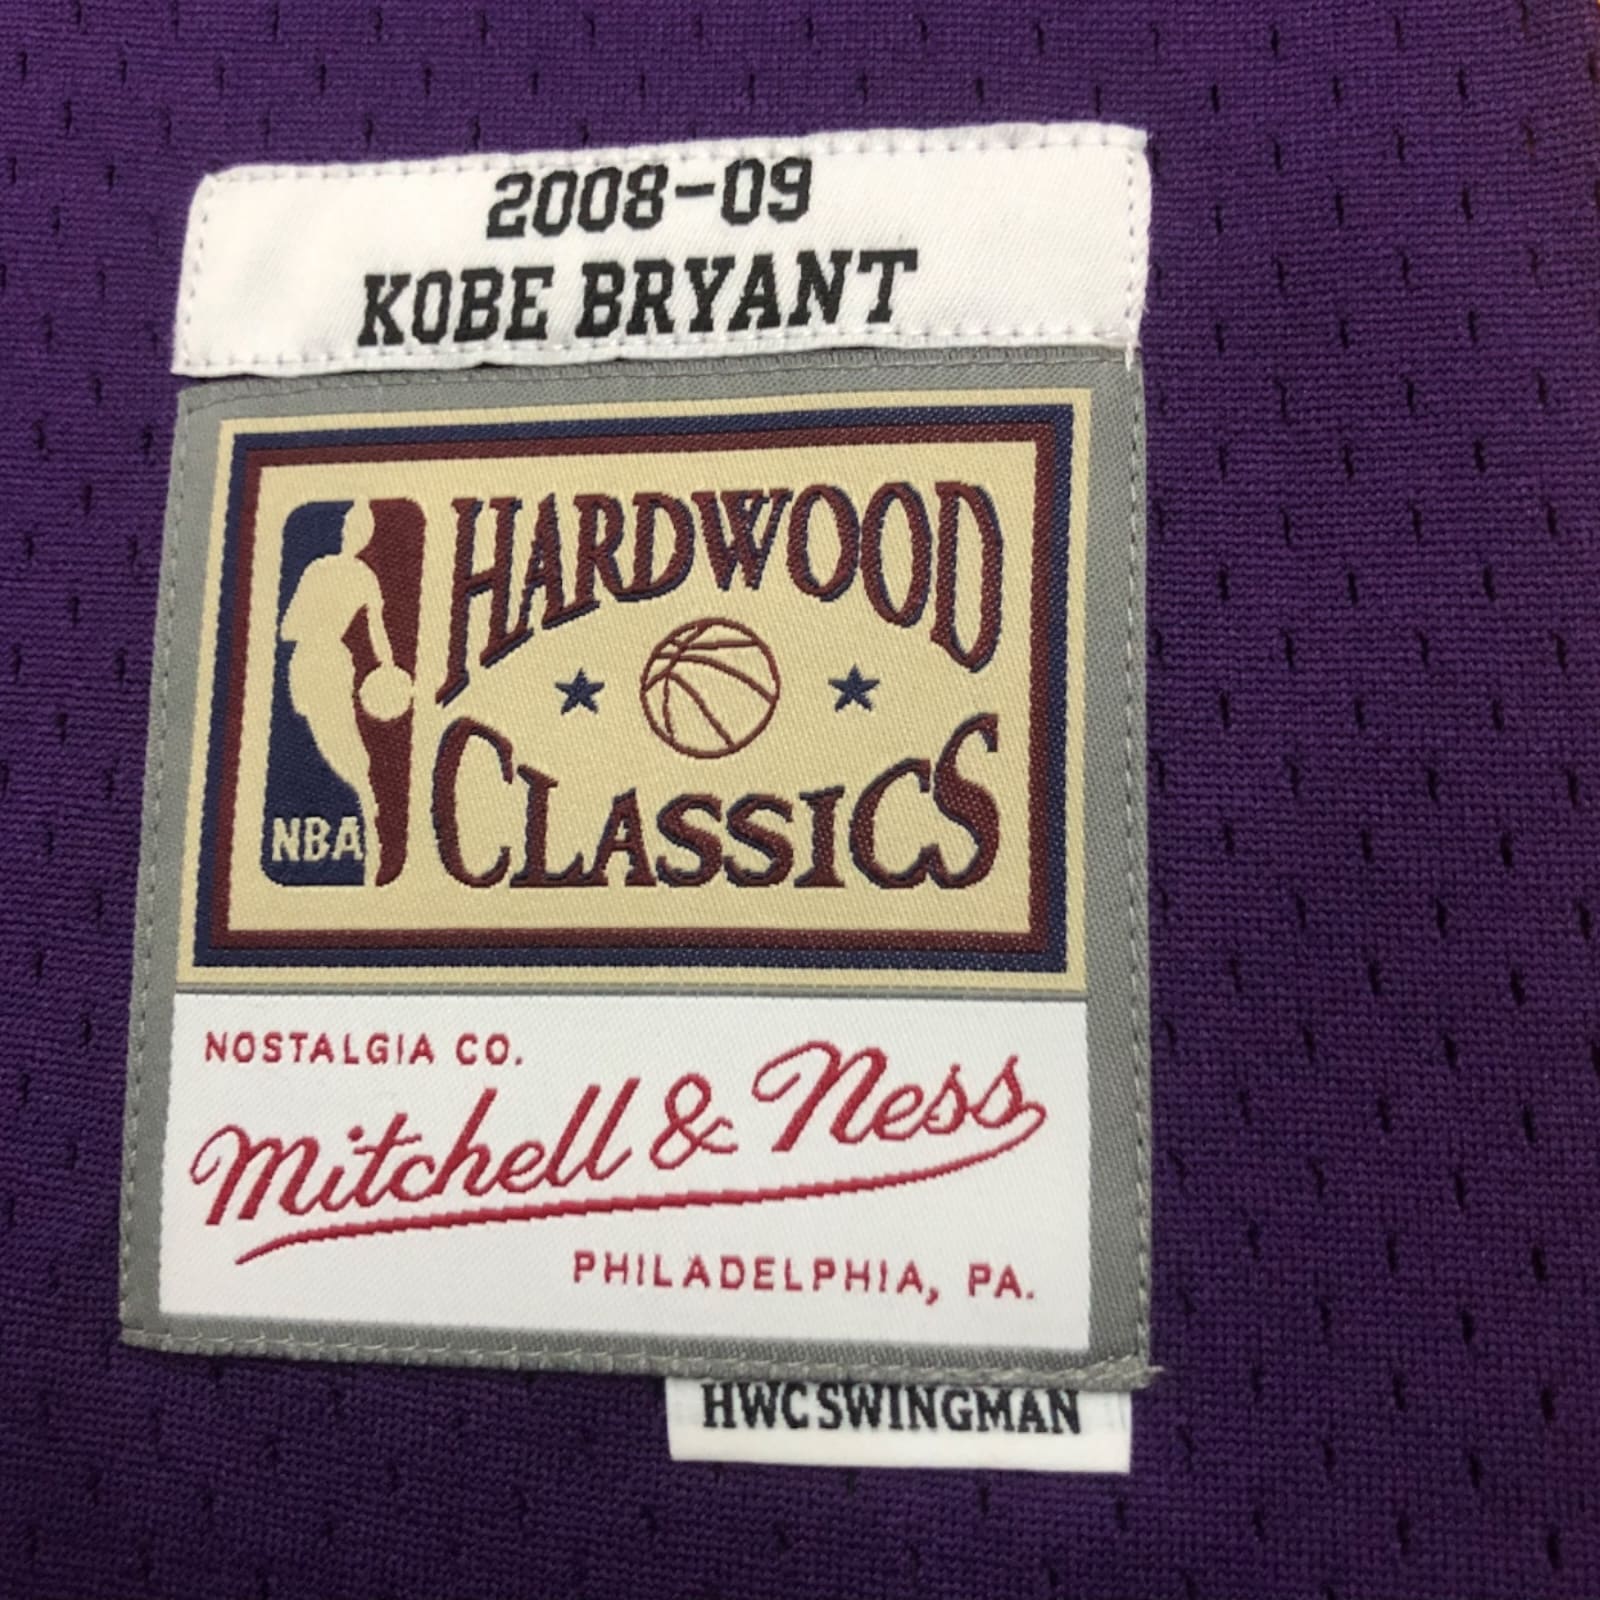 2008-09
KOBE BRYANT
HARDWOOD
CLASSICS
NBA
NOSTALGIA CO.
Mitchell & Ness
PHILADELPHIA, PA.
HWC SWINGMAN